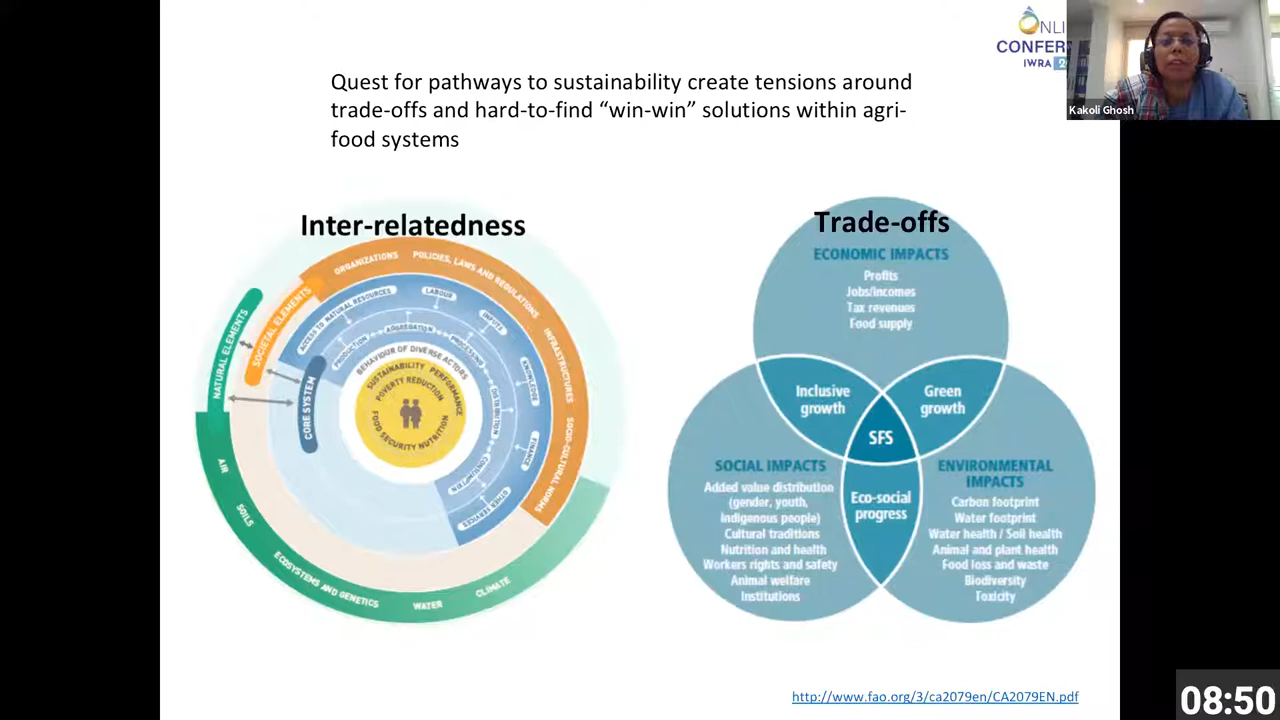 ONLI
CONFER
IWRA 2
Kakoli Ghosh
Quest for pathways to sustainability create tensions around
trade-offs and hard-to-find “win-win” solutions within agri-
food systems
Inter-relatedness
NATURAL ELEMENTS
SOCIETAL ELEMENTS
CORE SYSTEM
ORGANIZATIONS
POLICIES, LAWS AND REGULATIONS
INFRASTRUCTURES
SOCIO-CULTURAL NORMS
ACCESS TO NATURAL RESOURCES
LABOUR
INPUTS
KNOWLEDGE
FINANCE
OTHER SERVICES
PRODUCTION
AGGREGATION
PROCESSING
DISTRIBUTION
CONSUMPTION
BEHAVIOUR OF DIVERSE ACTORS
SUSTAINABILITY PERFORMANCE
POVERTY REDUCTION
FOOD SECURITY NUTRITION
AIR
SOILS
ECOSYSTEMS AND GENETICS
WATER
CLIMATE
Trade-offs
ECONOMIC IMPACTS
Profits
Jobs/incomes
Tax revenues
Food supply
Inclusive
growth
Green
growth
SFS
Eco-social
progress
SOCIAL IMPACTS
Added value distribution
(gender, youth,
indigenous people)
Cultural traditions
Nutrition and health
Workers rights and safety
Animal welfare
Institutions
ENVIRONMENTAL
IMPACTS
Carbon footprint
Water footprint
Water health / Soil health
Animal and plant health
Food loss and waste
Biodiversity
Toxicity
http://www.fao.org/3/ca2079en/CA2079EN.pdf
08:50